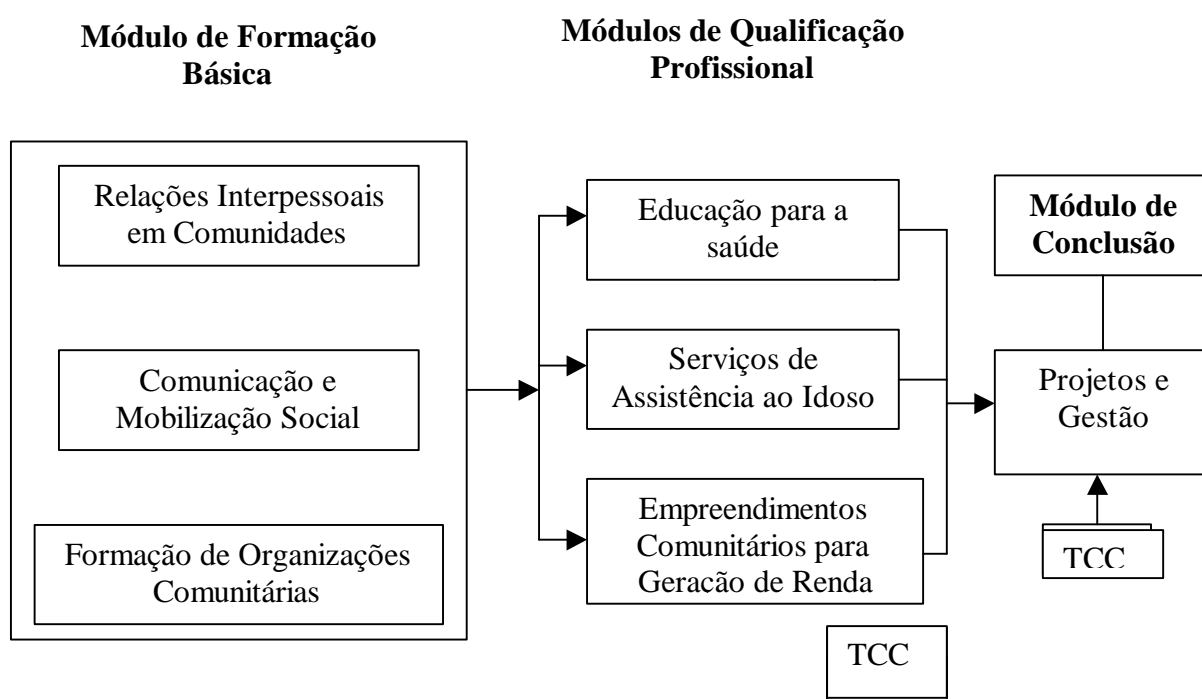 Módulo de Formação
Básica
Módulos de Qualificação
Profissional
Relações Interpessoais
em Comunidades
Comunicação e
Mobilização Social
Formação de Organizações
Comunitárias
Educação para a
saúde
Serviços de
Assistência ao Idoso
Empreendimentos
Comunitários para
Geração de Renda
TCC
Módulo de
Conclusão
Projetos e
Gestão
TCC